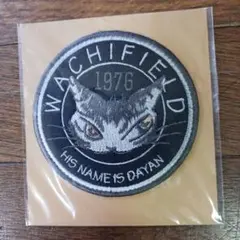 WACHIFIELD
1976
HIS NAME IS DAYAN